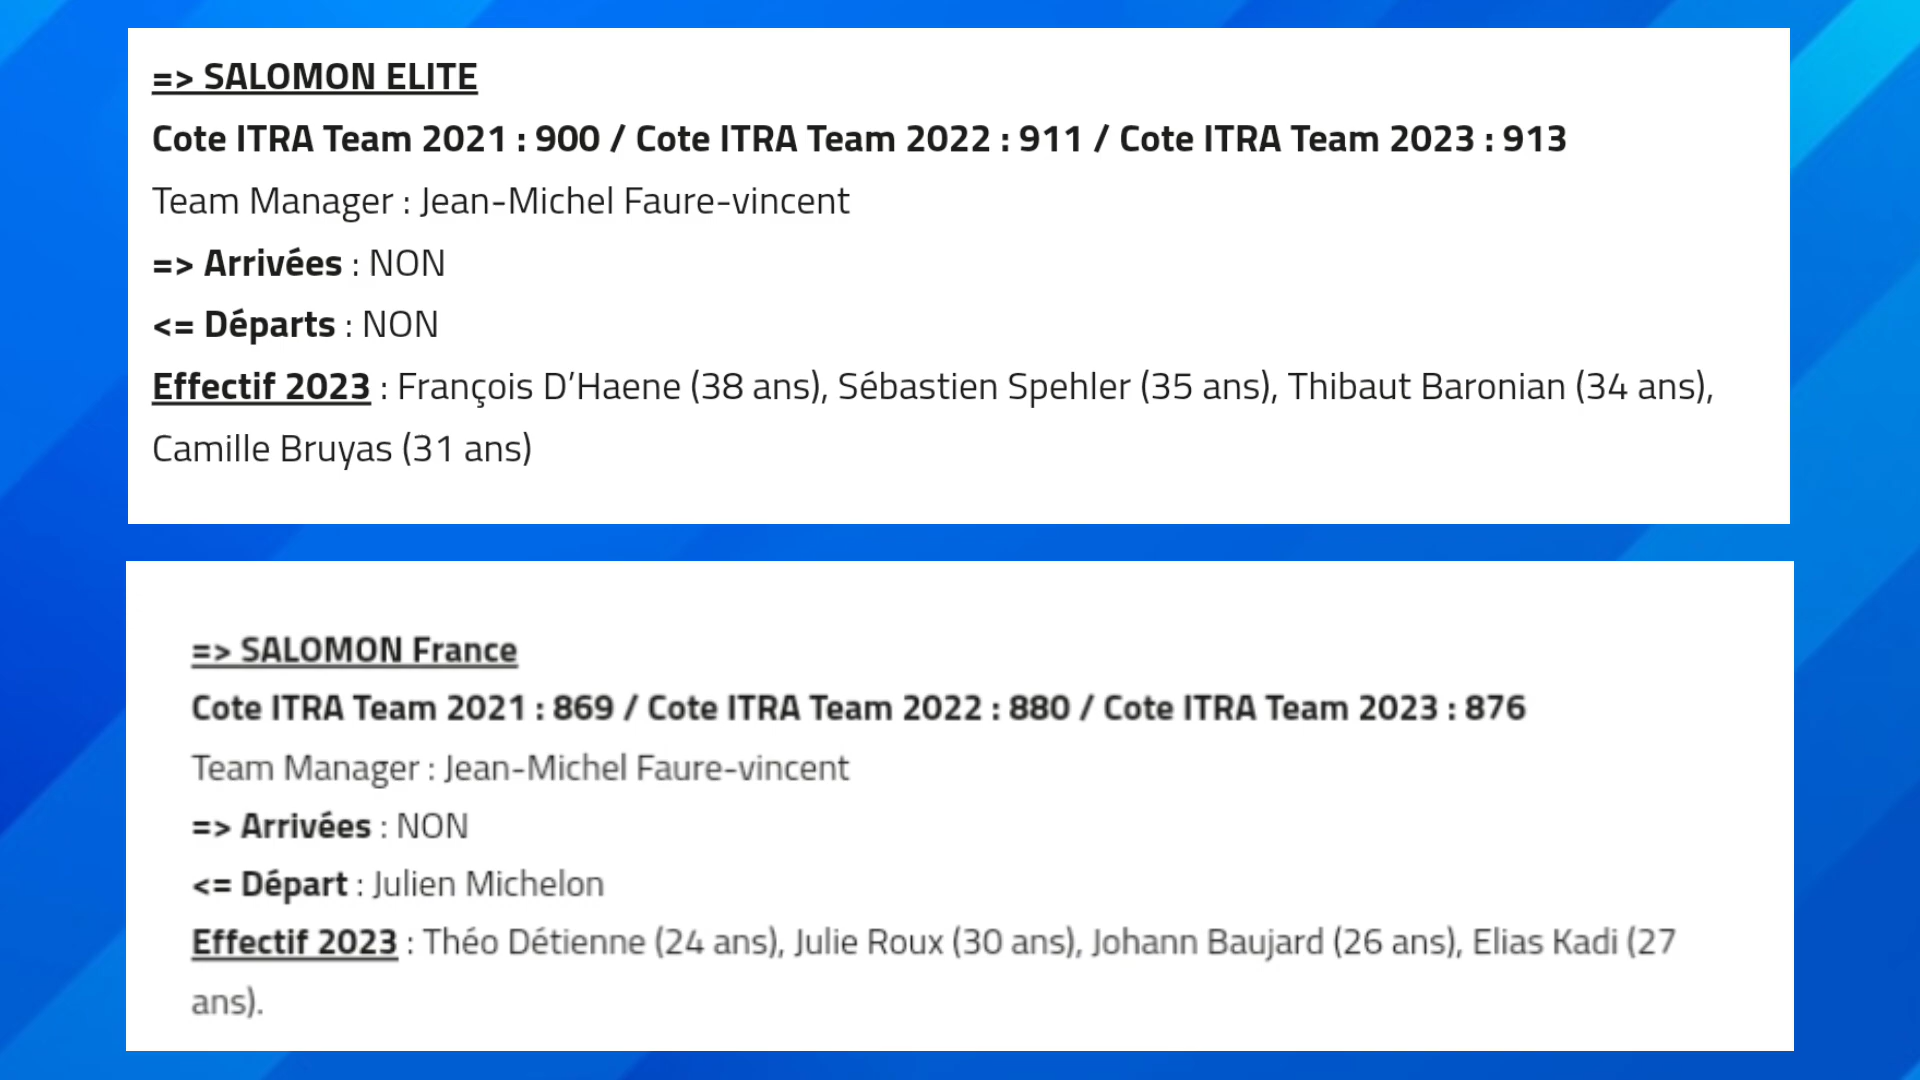 => SALOMON ELITE
Cote ITRA Team 2021 : 900 / Cote ITRA Team 2022 : 911 / Cote ITRA Team 2023 : 913
Team Manager : Jean-Michel Faure-vincent
=> Arrivées : NON
<= Départs : NON
Effectif 2023 : François D’Haene (38 ans), Sébastien Spehler (35 ans), Thibaut Baronian (34 ans),
Camille Bruyas (31 ans)
=> SALOMON France
Cote ITRA Team 2021 : 869 / Cote ITRA Team 2022 : 880 / Cote ITRA Team 2023 : 876
Team Manager : Jean-Michel Faure-vincent
=> Arrivées : NON
<= Départ : Julien Michelon
Effectif 2023 : Théo Détienne (24 ans), Julie Roux (30 ans), Johann Baujard (26 ans), Elias Kadi (27
ans).